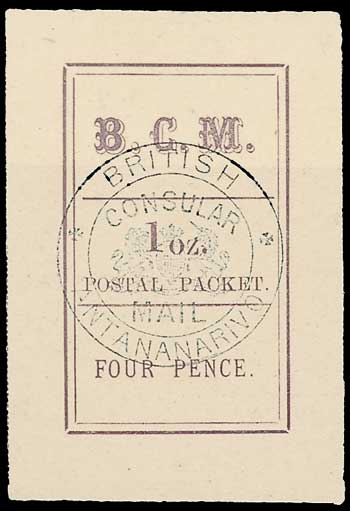 B. C. M.
BRITISH
CONSULAR
1 oz.
POSTAL PACKET.
MAIL
ANTANANARIVO
FOUR PENCE.